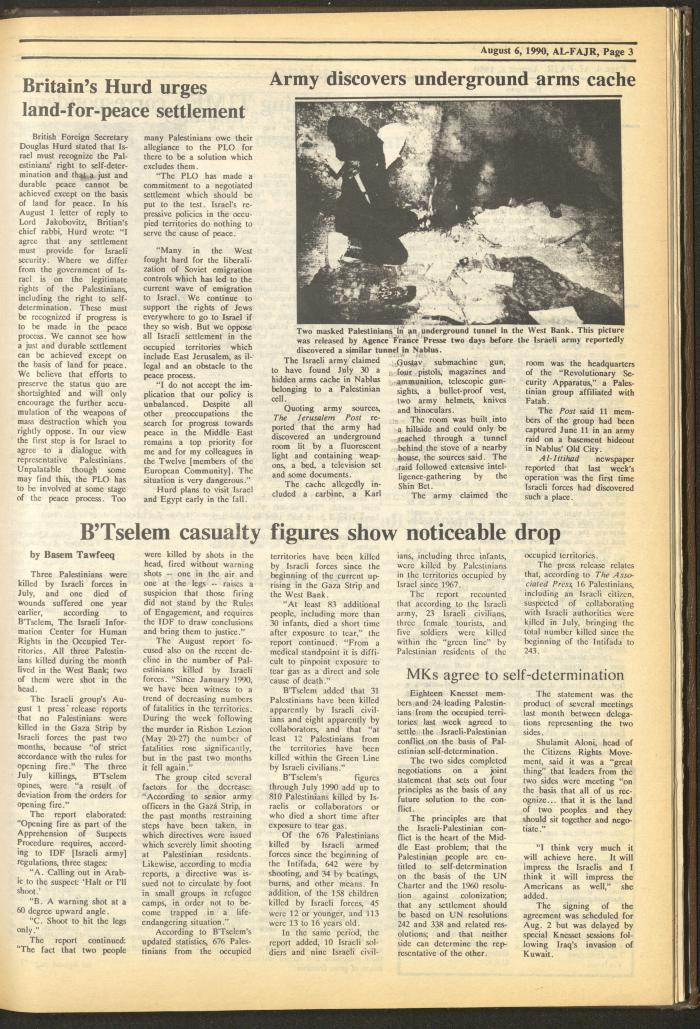 August 6, 1990, AL-FAJR, Page 3
Britain's Hurd urges
land-for-peace settlement
British Foreign Secretary
Douglas Hurd stated that Is-
rael must recognize the Pal-
estinians' right to self-deter-
mination and that a just and
durable peace cannot be
achieved except on the basis
of land for peace. In his
August 1 letter of reply to
Lord Jakobovitz, Britian's
chief rabbi, Hurd wrote: "I
agree that any settlement
must provide for Israeli
security. Where we differ
from the government of Is-
rael is on the legitimate
rights of the Palestinians,
including the right to self-
determination. These must
be recognized if progress is
to be made in the peace
process. We cannot see how
a just and durable settlement
can be achieved except on
the basis of land for peace.
We believe that efforts to
preserve the status quo are
shortsighted and will only
encourage the further accu-
mulation of the weapons of
mass destruction which you
rightly oppose. In our view
the first step is for Israel to
agree to a dialogue with
representative Palestinians.
Unpalatable though some
may find this, the PLO has
to be involved at some stage
of the peace process. Too
many Palestinians owe their
allegiance to the PLO for
there to be a solution which
excludes them.
"The PLO has made a
commitment to a negotiated
settlement which should be
put to the test. Israel's re-
pressive policies in the occu-
pied territories do nothing to
serve the cause of peace.
"Many in the West
fought hard for the liberali-
zation of Soviet emigration
controls which has led to the
current wave of emigration
to Israel. We continue to
support the rights of Jews
everywhere to go to Israel if
they so wish. But we oppose
all Israeli settlement in the
occupied territories which
include East Jerusalem, as il-
legal and an obstacle to the
peace process.
"I do not accept the im-
plication that our policy is
unbalanced. Despite all
other preoccupations the
search for progress towards
peace in the Middle East
remains a top priority for
me and for my colleagues in
the Twelve [members of the
European Community]. The
situation is very dangerous."
Hurd plans to visit Israel
and Egypt early in the fall.
Army discovers underground arms cache
Two masked Palestinians in an underground tunnel in the West Bank. This picture
was released by Agence France Presse two days before the Israeli army reportedly
discovered a similar tunnel in Nablus.
The Israeli army claimed
to have found July 30 a
hidden arms cache in Nablus
belonging to a Palestinian
cell.
Quoting army sources,
The Jerusalem Post re-
ported that the army had
discovered an underground
room lit by a fluorescent
light and containing weap-
ons, a bed, a television set
and some documents.
The cache allegedly in-
cluded a carbine, a Karl
Gustav submachine gun,
four pistols, magazines and
ammunition, telescopic gun-
sights, a bullet-proof vest,
two army helmets, knives
and binoculars.
The room was built into
a hillside and could only be
reached through a tunnel
behind the stove of a nearby
house, the sources said. The
raid followed extensive intel-
ligence-gathering by the
Shin Bet.
The army claimed the
room was the headquarters
of the "Revolutionary Se-
curity Apparatus," a Pales-
tinian group affiliated with
Fatah.
The Post said 11 mem-
bers of the group had been
captured June 11 in an army
raid on a basement hideout
in Nablus' Old City.
Al-Ittihad newspaper
reported that last week's
operation was the first time
Israeli forces had discovered
such a place.
B'Tselem casualty figures show noticeable drop
by Basem Tawfeeq
Three Palestinians were
killed by Israeli forces in
July, and one died of
wounds suffered one year
earlier, according to
B'Tselem, The Israeli Infor-
mation Center for Human
Rights in the Occupied Ter-
ritories. All three Palestin-
ians killed during the month
lived in the West Bank; two
of them were shot in the
head.
The Israeli group's Au-
gust 1 press release reports
that no Palestinians were
killed in the Gaza Strip by
Israeli forces the past two
months, because "of strict
accordance with the rules for
opening fire." The three
July killings, B'Tselem
opines, were "a result of
deviation from the orders for
opening fire."
The report elaborated:
"Opening fire as part of the
Apprehension of Suspects
Procedure requires, accord-
ing to IDF [Israeli army]
regulations, three stages:
"A. Calling out in Arab-
ic to the suspect: 'Halt or I'll
shoot.'
"B. A warning shot at a
60 degree upward angle.
"C. Shoot to hit the legs
only."
The report continued:
"The fact that two people
were killed by shots in the
head, fired without warning
shots -- one in the air and
one at the legs -- raises a
suspicion that those firing
did not stand by the Rules
of Engagement, and requires
the IDF to draw conclusions
and bring them to justice."
The August report fo-
cused also on the recent de-
cline in the number of Pal-
estinians killed by Israeli
forces. "Since January 1990,
we have been witness to a
trend of decreasing numbers
of fatalities in the territories.
During the week following
the murder in Rishon Lezion
(May 20-27) the number of
fatalities rose significantly,
but in the past two months
it fell again."
The group cited several
factors for the decrease:
"According to senior army
officers in the Gaza Strip, in
the past months restraining
steps have been taken, in
which directives were issued
which severely limit shooting
at Palestinian residents.
Likewise, according to media
reports, a directive was is-
sued not to circulate by foot
in small groups in refugee
camps, in order not to be-
come trapped in a life-
endangering situation."
According to B'Tselem's
updated statistics, 676 Pales-
tinians from the occupied
territories have been killed
by Israeli forces since the
beginning of the current up-
rising in the Gaza Strip and
the West Bank.
"At least 83 additional
people, including more than
30 infants, died a short time
after exposure to tear," the
report continued. "From a
medical standpoint it is diffi-
cult to pinpoint exposure to
tear gas as a direct and sole
cause of death."
B'Tselem added that 31
Palestinians have been killed
apparently by Israeli civil-
ians and eight apparently by
collaborators, and that "at
least 12 Palestinians from
the territories have been
killed within the Green Line
by Israeli civilians."
B'Tselem's figures
through July 1990 add up to
810 Palestinians killed by Is-
raelis or collaborators or
who died a short time after
exposure to tear gas.
Of the 676 Palestinians
killed by Israeli armed
forces since the beginning of
the Intifada, 642 were by
shooting, and 34 by beatings,
burns, and other means. In
addition, of the 158 children
killed by Israeli forces, 45
were 12 or younger, and 113
were 13 to 16 years old.
In the same period, the
report added, 10 Israeli sol-
diers and nine Israeli civil-
ians, including three infants,
were killed by Palestinians
in the territories occupied by
Israel since 1967.
The report recounted
that according to the Israeli
army, 23 Israeli civilians,
three female tourists, and
five soldiers were killed
within the "green line" by
Palestinian residents of the
occupied territories.
The press release relates
that, according to The Asso-
ciated Press, 16 Palestinians,
including an Israeli citizen,
suspected of collaborating
with Israeli authorities were
killed in July, bringing the
total number killed since the
beginning of the Intifada to
243.
MKs agree to self-determination
Eighteen Knesset mem-
bers and 24 leading Palestin-
ians from the occupied terri-
tories last week agreed to
settle the Israeli-Palestinian
conflict on the basis of Pal-
estinian self-determination.
The two sides completed
negotiations on a joint
statement that sets out four
principles as the basis of any
future solution to the con-
flict.
The principles are that
the Israeli-Palestinian con-
flict is the heart of the Mid-
dle East problem; that the
Palestinian people are en-
titled to self-determination
on the basis of the UN
Charter and the 1960 resolu-
tion against colonization;
that any settlement should
be based on UN resolutions
242 and 338 and related res-
olutions; and that neither
side can determine the rep-
resentative of the other.
The statement was the
product of several meetings
last month between delega-
tions representing the two
sides.
Shulamit Aloni, head of
the Citizens Rights Move-
ment, said it was a "great
thing" that leaders from the
two sides were meeting "on
the basis that all of us rec-
ognize... that it is the land
of two peoples and they
should sit together and nego-
tiate."
"I think very much it
will achieve here. It will
impress the Israelis and I
think it will impress the
Americans as well," she
added.
The signing of the
agreement was scheduled for
Aug. 2 but was delayed by
special Knesset sessions fol-
lowing Iraq's invasion of
Kuwait.